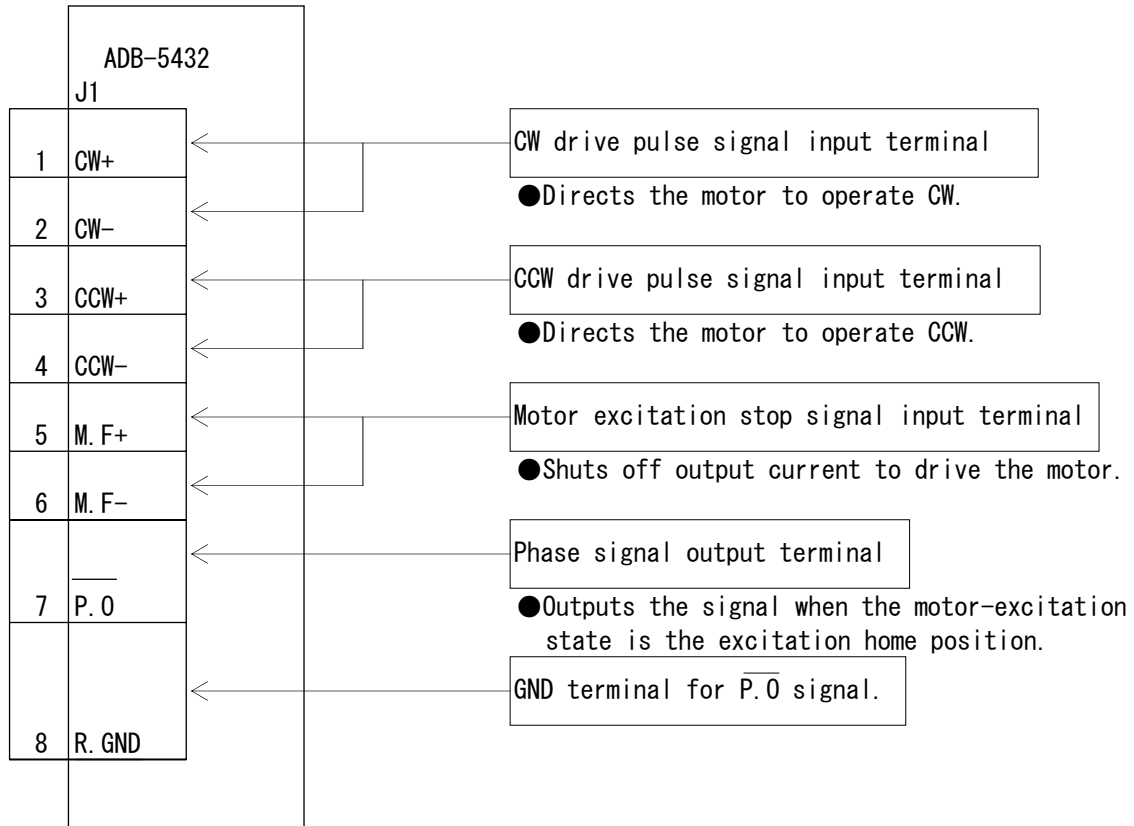 ADB-5432
J1
1 CW+
CW drive pulse signal input terminal
●Directs the motor to operate CW.
2 CW-
3 CCW+
CCW drive pulse signal input terminal
●Directs the motor to operate CCW.
4 CCW-
5 M.F+
Motor excitation stop signal input terminal
●Shuts off output current to drive the motor.
6 M.F-
7 P̅.̅O̅
Phase signal output terminal
●Outputs the signal when the motor-excitation
state is the excitation home position.
8 R.GND
GND terminal for P̅.̅O̅ signal.